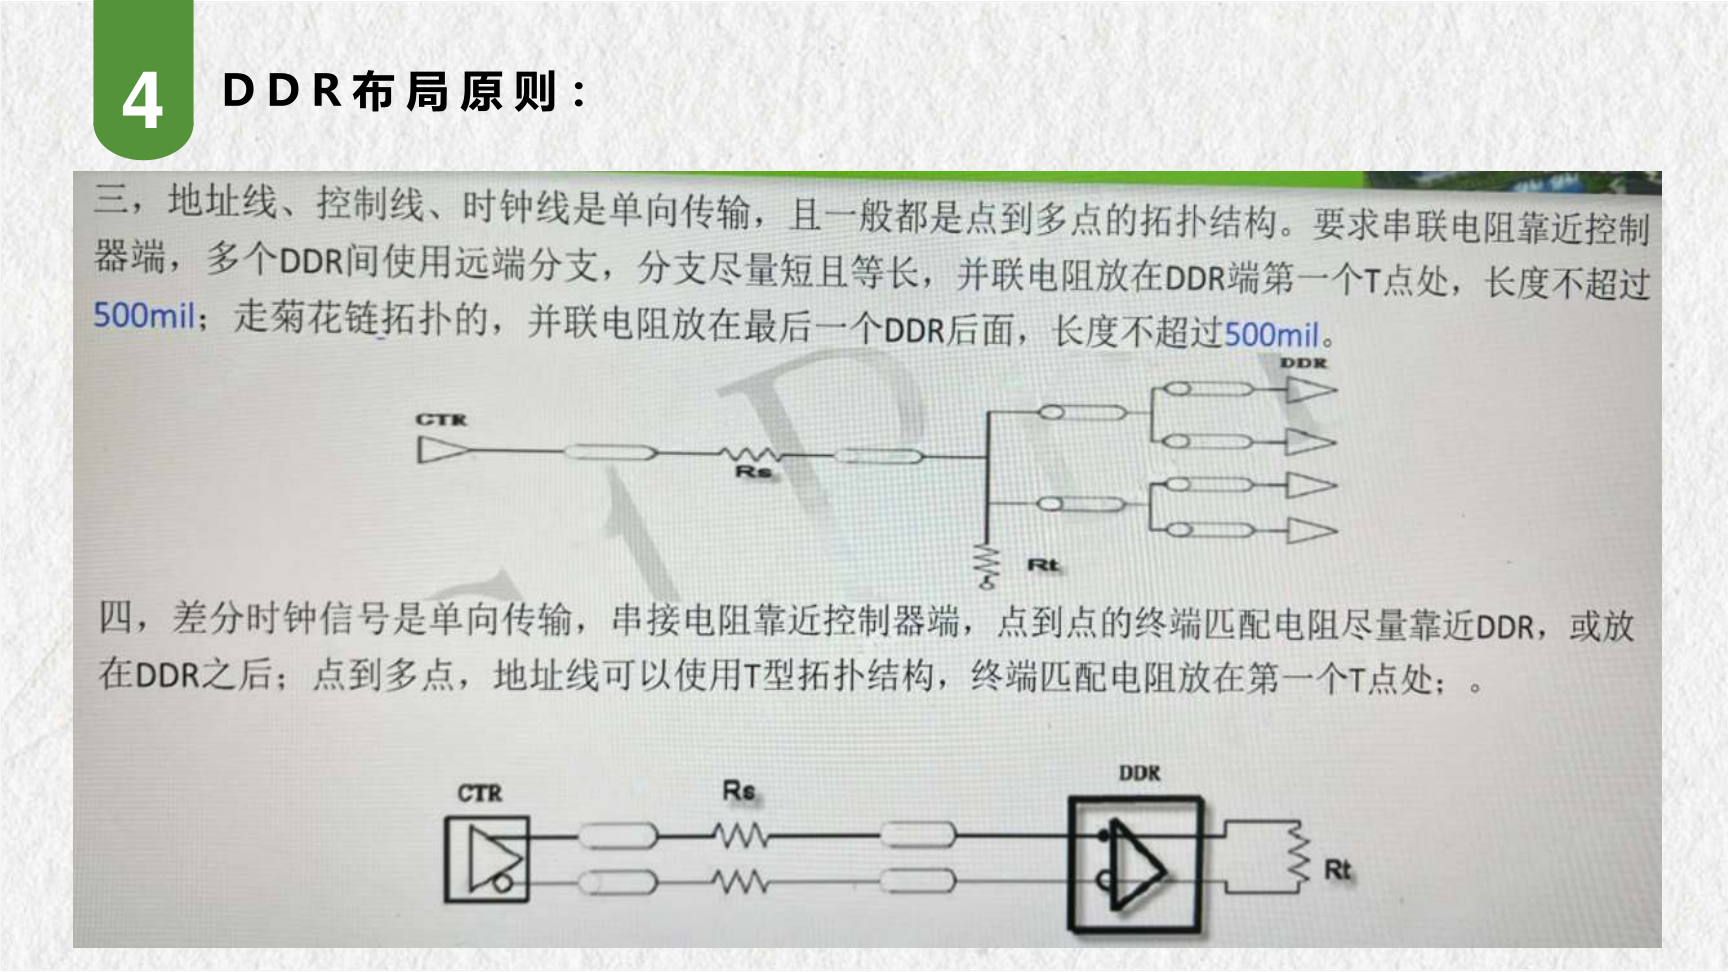 4
DDR布局原则：
三，地址线、控制线、时钟线是单向传输，且一般都是点到多点的拓扑结构。要求串联电阻靠近控制
器端，多个DDR间使用远端分支，分支尽量短且等长，并联电阻放在DDR端第一个T点处，长度不超过
500mil；走菊花链拓扑的，并联电阻放在最后一个DDR后面，长度不超过500mil。
DDR
CTR
Rs
Rt
四，差分时钟信号是单向传输，串接电阻靠近控制器端，点到点的终端匹配电阻尽量靠近DDR，或放
在DDR之后；点到多点，地址线可以使用T型拓扑结构，终端匹配电阻放在第一个T点处；。
DDR
CTR
Rs
Rt